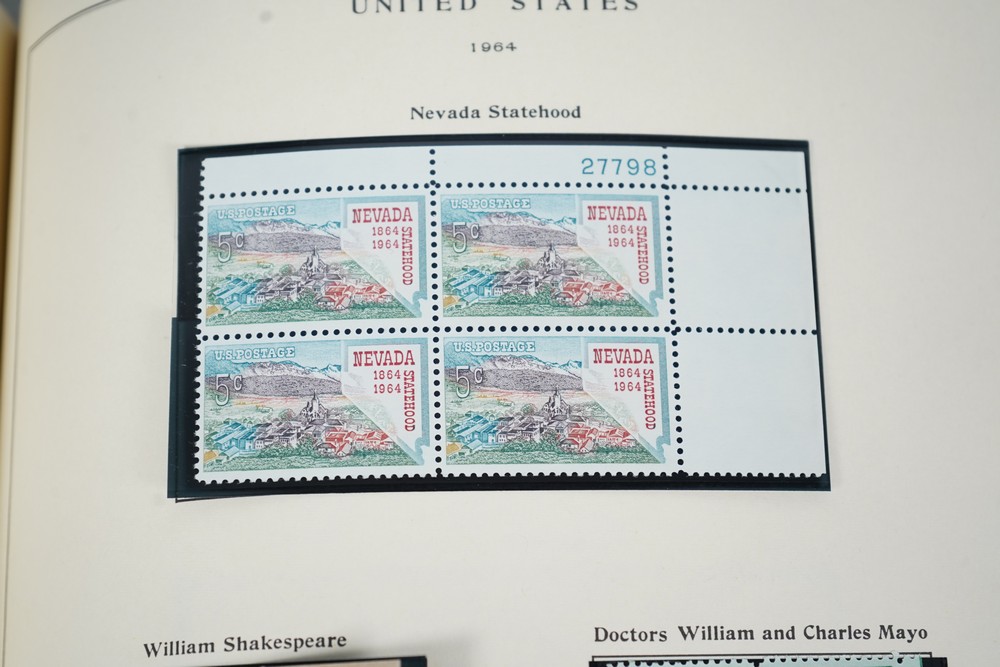 UNITED STATES
1964
Nevada Statehood
27798
U.S. POSTAGE
5c
NEVADA
1864
1964
STATEHOOD
U.S. POSTAGE
5c
NEVADA
1864
1964
STATEHOOD
U.S. POSTAGE
5c
NEVADA
1864
1964
STATEHOOD
U.S. POSTAGE
5c
NEVADA
1864
1964
STATEHOOD
William Shakespeare
Doctors William and Charles Mayo